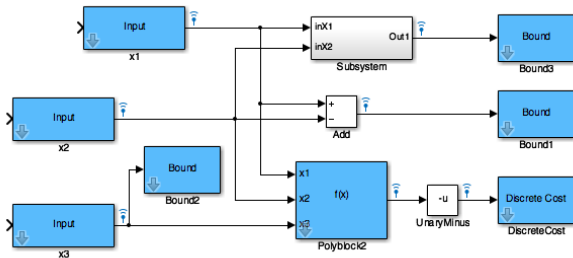 Input
x1
inX1
inX2
Out1
Subsystem
Bound
Bound3
Input
x2
+
−
Add
Bound
Bound1
Bound
Bound2
Input
x3
x1
x2
x3
f(x)
Polyblock2
-u
UnaryMinus
Discrete Cost
DiscreteCost